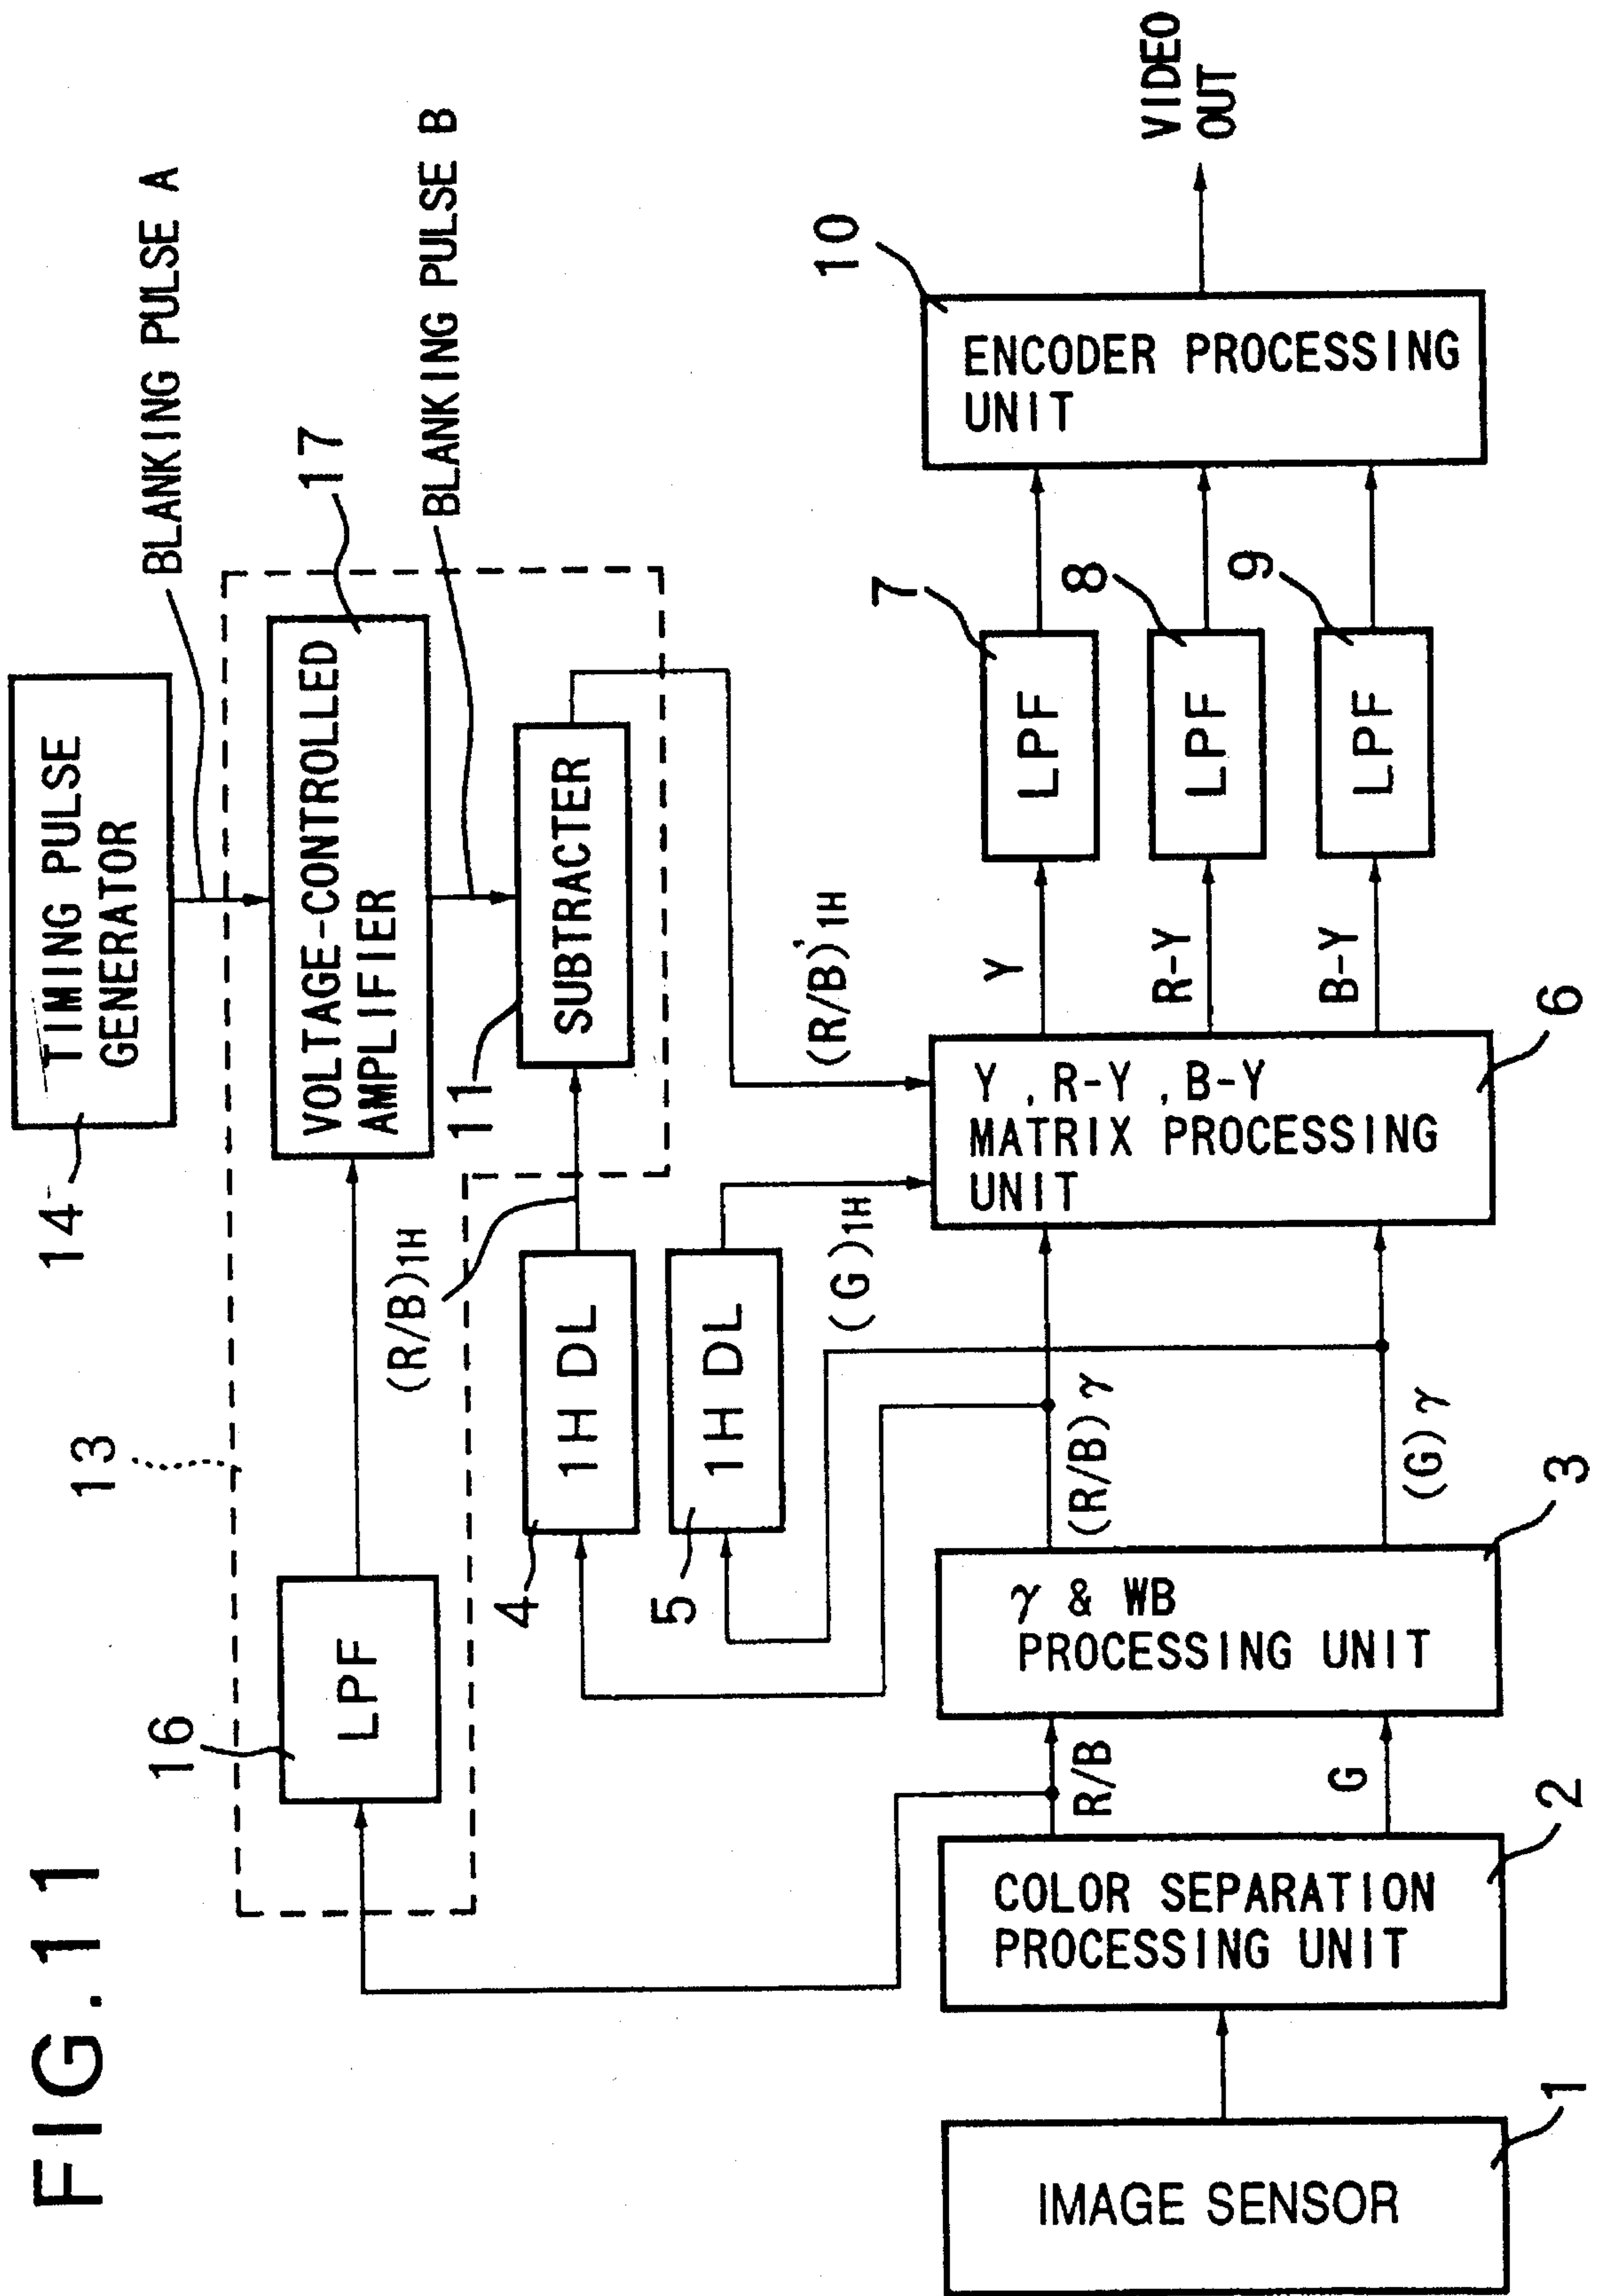 FIG.11
14
TIMING PULSE
GENERATOR
BLANKING PULSE A
13
16
LPF
VOLTAGE-CONTROLLED
AMPLIFIER
17
BLANKING PULSE B
(R/B)1H
11
SUBTRACTER
4
1H DL
5
1H DL
(G)1H
(R/B)'1H
IMAGE SENSOR
1
COLOR SEPARATION
PROCESSING UNIT
2
R/B
G
γ & WB
PROCESSING UNIT
3
(R/B)γ
(G)γ
Y , R-Y , B-Y
MATRIX PROCESSING
UNIT
6
Y
R-Y
B-Y
7
LPF
8
LPF
9
LPF
10
ENCODER PROCESSING
UNIT
VIDEO
OUT